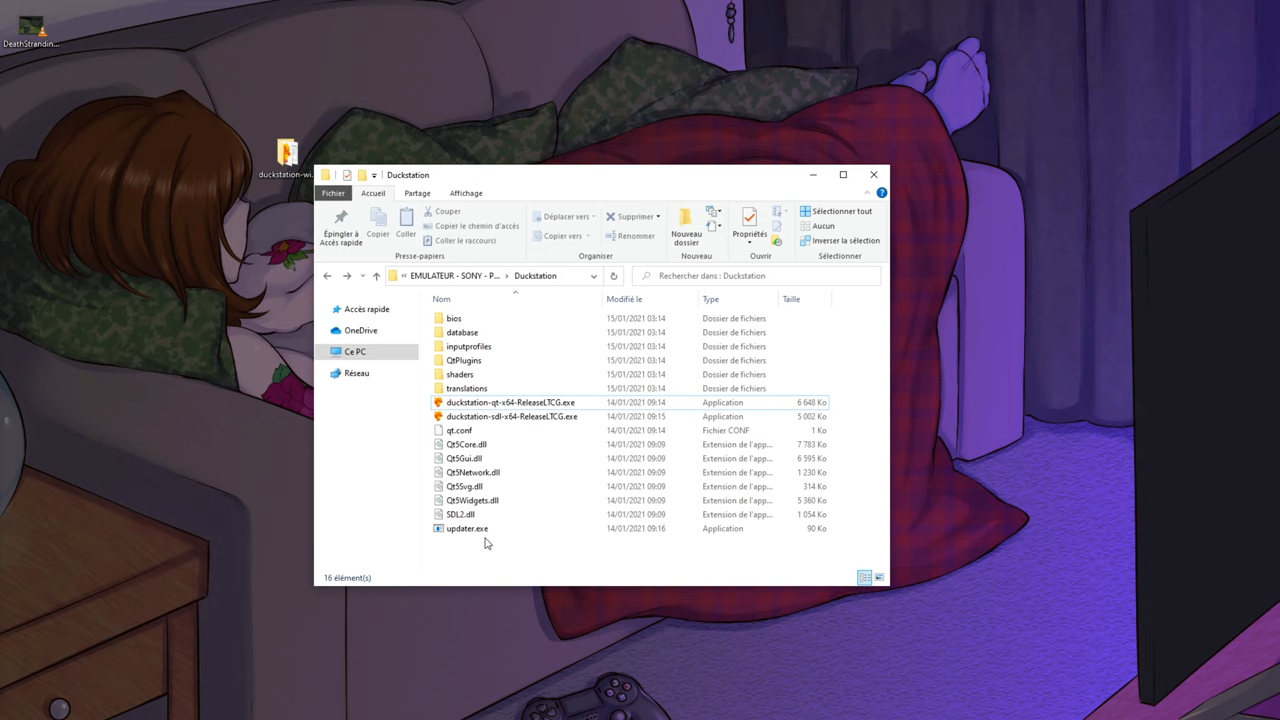 DeathStrandin...
duckstation-wi...
Duckstation
Fichier Accueil Partage Affichage
Épingler à Accès rapide
Copier
Coller
Couper
Copier le chemin d'accès
Coller le raccourci
Presse-papiers
Déplacer vers
Copier vers
Supprimer
Renommer
Organiser
Nouveau dossier
Nouveau
Propriétés
Ouvrir
Sélectionner tout
Aucun
Inverser la sélection
Sélectionner
« EMULATEUR - SONY - P... > Duckstation
Rechercher dans : Duckstation
Accès rapide
OneDrive
Ce PC
Réseau
Nom Modifié le Type Taille
bios 15/01/2021 03:14 Dossier de fichiers
database 15/01/2021 03:14 Dossier de fichiers
inputprofiles 15/01/2021 03:14 Dossier de fichiers
QtPlugins 15/01/2021 03:14 Dossier de fichiers
shaders 15/01/2021 03:14 Dossier de fichiers
translations 15/01/2021 03:14 Dossier de fichiers
duckstation-qt-x64-ReleaseLTCG.exe 14/01/2021 09:14 Application 6 648 Ko
duckstation-sdl-x64-ReleaseLTCG.exe 14/01/2021 09:15 Application 5 002 Ko
qt.conf 14/01/2021 09:14 Fichier CONF 1 Ko
Qt5Core.dll 14/01/2021 09:09 Extension de l'app... 7 783 Ko
Qt5Gui.dll 14/01/2021 09:09 Extension de l'app... 6 595 Ko
Qt5Network.dll 14/01/2021 09:09 Extension de l'app... 1 230 Ko
Qt5Svg.dll 14/01/2021 09:09 Extension de l'app... 314 Ko
Qt5Widgets.dll 14/01/2021 09:09 Extension de l'app... 5 360 Ko
SDL2.dll 14/01/2021 09:09 Extension de l'app... 1 054 Ko
updater.exe 14/01/2021 09:16 Application 90 Ko
16 élément(s)